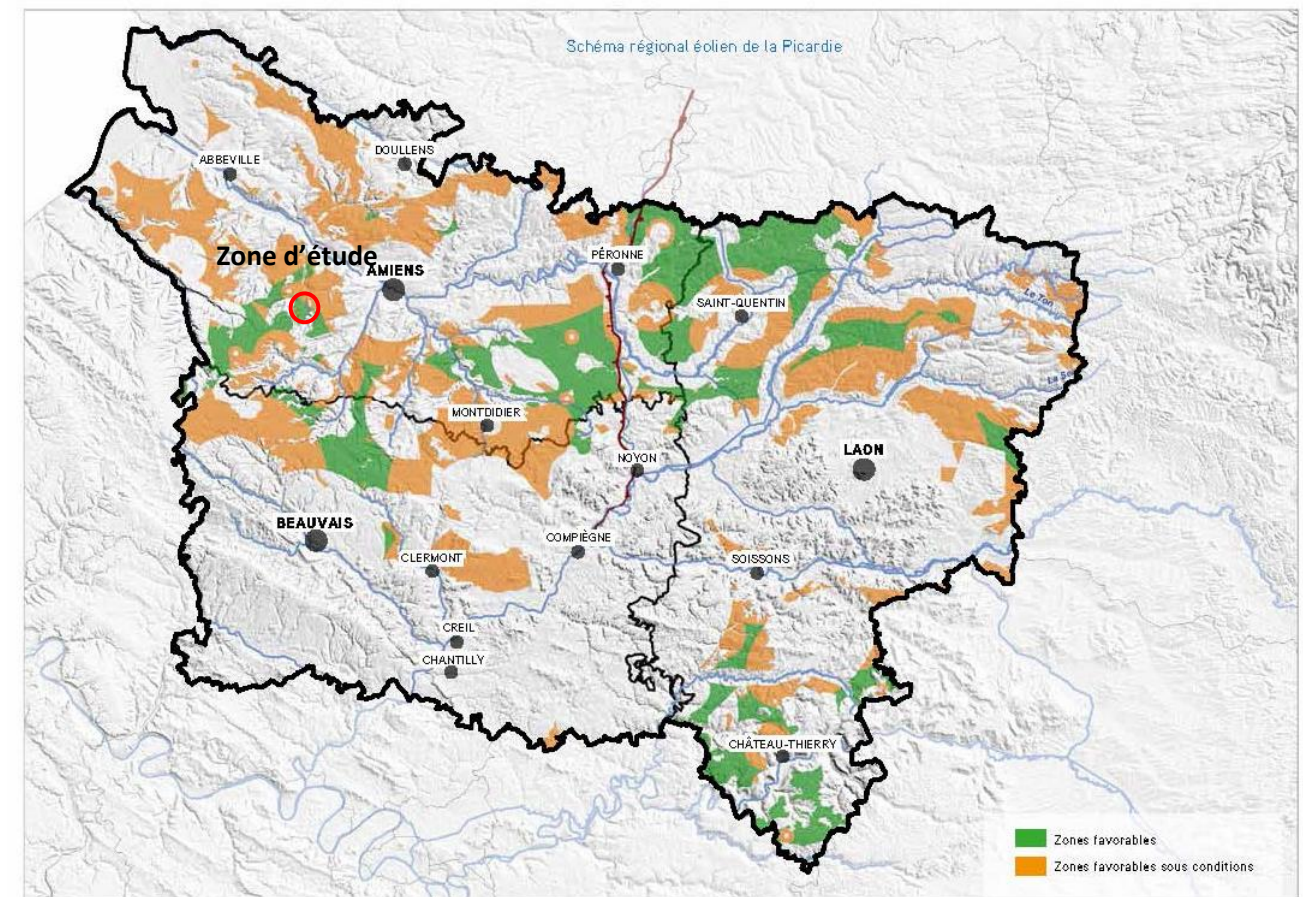 Schéma régional éolien de la Picardie
ABBEVILLE
DOULLENS
Zone d'étude
AMIENS
PÉRONNE
SAINT-QUENTIN
Le Ton
MONTDIDIER
NOYON
LAON
BEAUVAIS
CLERMONT
COMPIÈGNE
SOISSONS
CREIL
CHANTILLY
CHÂTEAU-THIERRY
Zones favorables
Zones favorables sous conditions